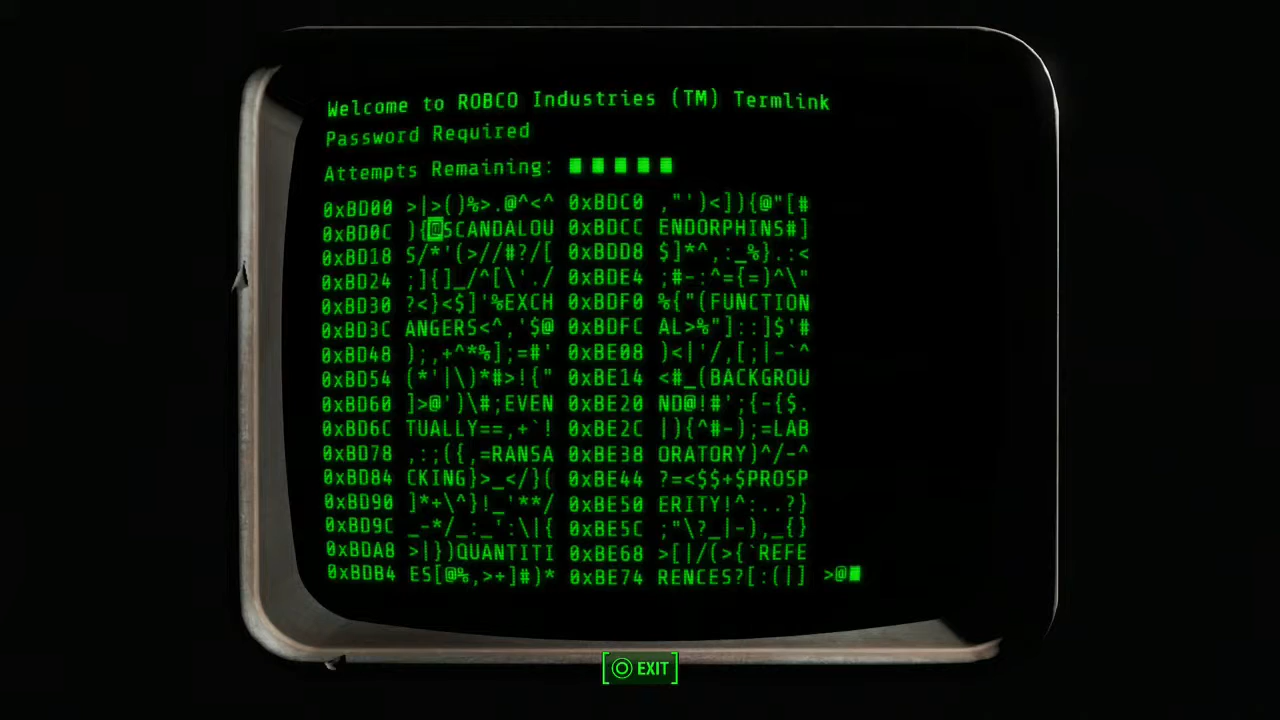 Welcome to ROBCO Industries (TM) Termlink
Password Required
Attempts Remaining: ■ ■ ■ ■ ■
0xBD00 >|>()%>.@^<^ 0xBDC0 ,"')<]){@"[#
0xBD0C ){@SCANDALOU 0xBDCC ENDORPHINS#]
0xBD18 S/*'(>//#?/[ 0xBDD8 $]*^,:_%}.:<
0xBD24 ;]{]_/^[\'./ 0xBDE4 ;#-:^={=)^\"
0xBD30 ?<}<$]'%EXCH 0xBDF0 %{"(FUNCTION
0xBD3C ANGERS<^,'$@ 0xBDFC AL>%"]::]$'#
0xBD48 );,+^*%];=#' 0xBE08 )<|'/,[;|-`^
0xBD54 (*'|\)*#>!{" 0xBE14 <#_(BACKGROU
0xBD60 ]>@')\#;EVEN 0xBE20 ND@!#';{-{$.
0xBD6C TUALLY==,+`! 0xBE2C |){^#-);=LAB
0xBD78 ,:;({,=RANSA 0xBE38 ORATORY)^/-^
0xBD84 CKING}>_</}( 0xBE44 ?=<$$+$PROSP
0xBD90 ]*+\^}!_'**/ 0xBE50 ERITY!^:..?}
0xBD9C _-*/_:_':\|{ 0xBE5C ;"\?_|-),_{}
0xBDA8 >|})QUANTITI 0xBE68 >[|/(>{`REFE
0xBDB4 ES[@%,>+]#)* 0xBE74 RENCES?[:(|] >@■
EXIT